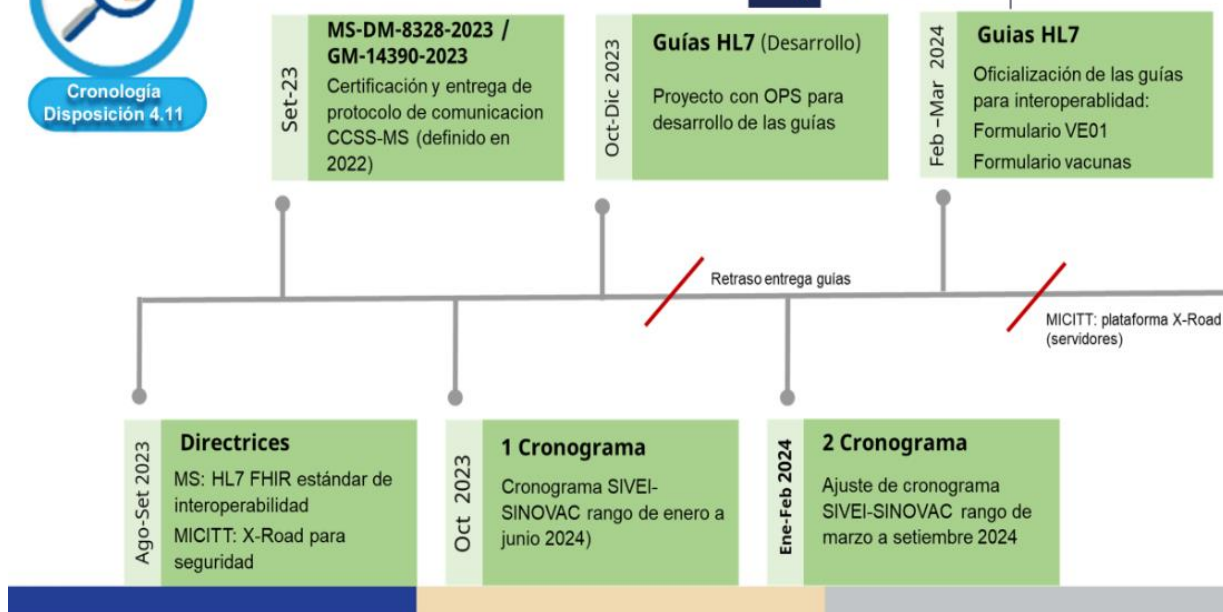 Cronología
Disposición 4.11
Set-23
MS-DM-8328-2023 /
GM-14390-2023
Certificación y entrega de
protocolo de comunicacion
CCSS-MS (definido en
2022)
Oct-Dic 2023
Guías HL7 (Desarrollo)
Proyecto con OPS para
desarrollo de las guías
Feb –Mar 2024
Guias HL7
Oficialización de las guías
para interoperablidad:
Formulario VE01
Formulario vacunas
Retraso entrega guías
MICITT: plataforma X-Road
(servidores)
Ago-Set 2023
Directrices
MS: HL7 FHIR estándar de
interoperabilidad
MICITT: X-Road para
seguridad
Oct 2023
1 Cronograma
Cronograma SIVEI-
SINOVAC rango de enero a
junio 2024)
Ene-Feb 2024
2 Cronograma
Ajuste de cronograma
SIVEI-SINOVAC rango de
marzo a setiembre 2024